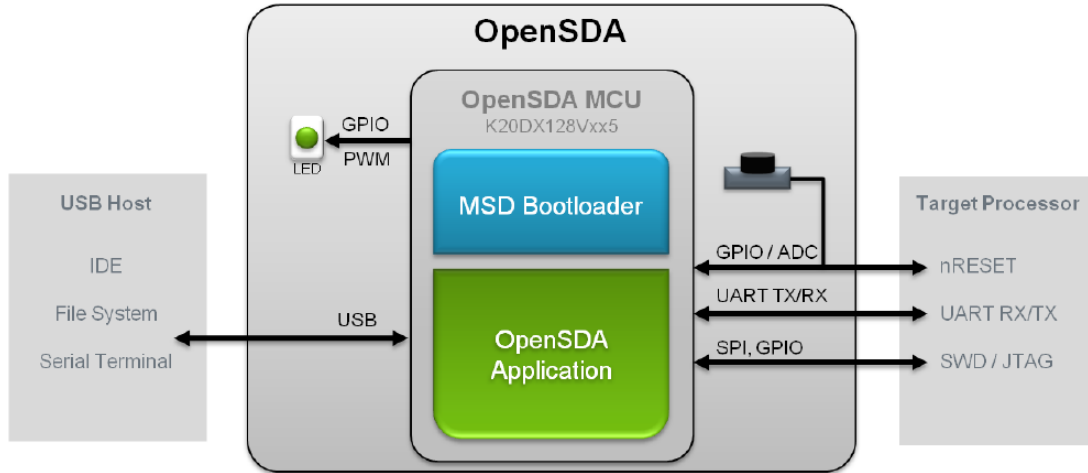 OpenSDA
OpenSDA MCU
K20DX128Vxx5
GPIO
PWM
LED
MSD Bootloader
USB Host
IDE
File System
Serial Terminal
USB
OpenSDA
Application
GPIO / ADC
UART TX/RX
SPI, GPIO
Target Processor
nRESET
UART RX/TX
SWD / JTAG